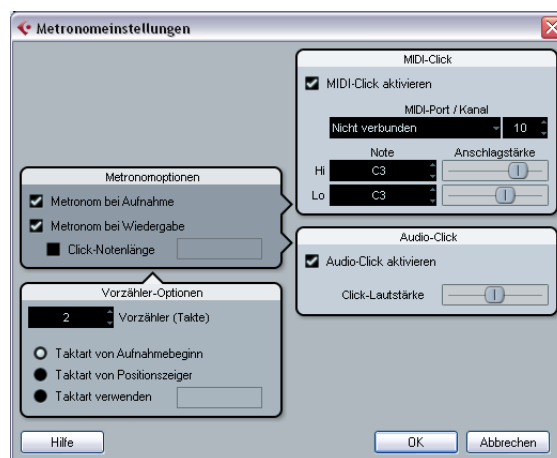 Metronomeinstellungen
MIDI-Click
MIDI-Click aktivieren
MIDI-Port / Kanal
Nicht verbunden 10
Note Anschlagstärke
Hi C3
Lo C3
Metronomoptionen
Metronom bei Aufnahme
Metronom bei Wiedergabe
Click-Notenlänge
Audio-Click
Audio-Click aktivieren
Click-Lautstärke
Vorzähler-Optionen
2 Vorzähler (Takte)
Taktart von Aufnahmebeginn
Taktart von Positionszeiger
Taktart verwenden
Hilfe OK Abbrechen